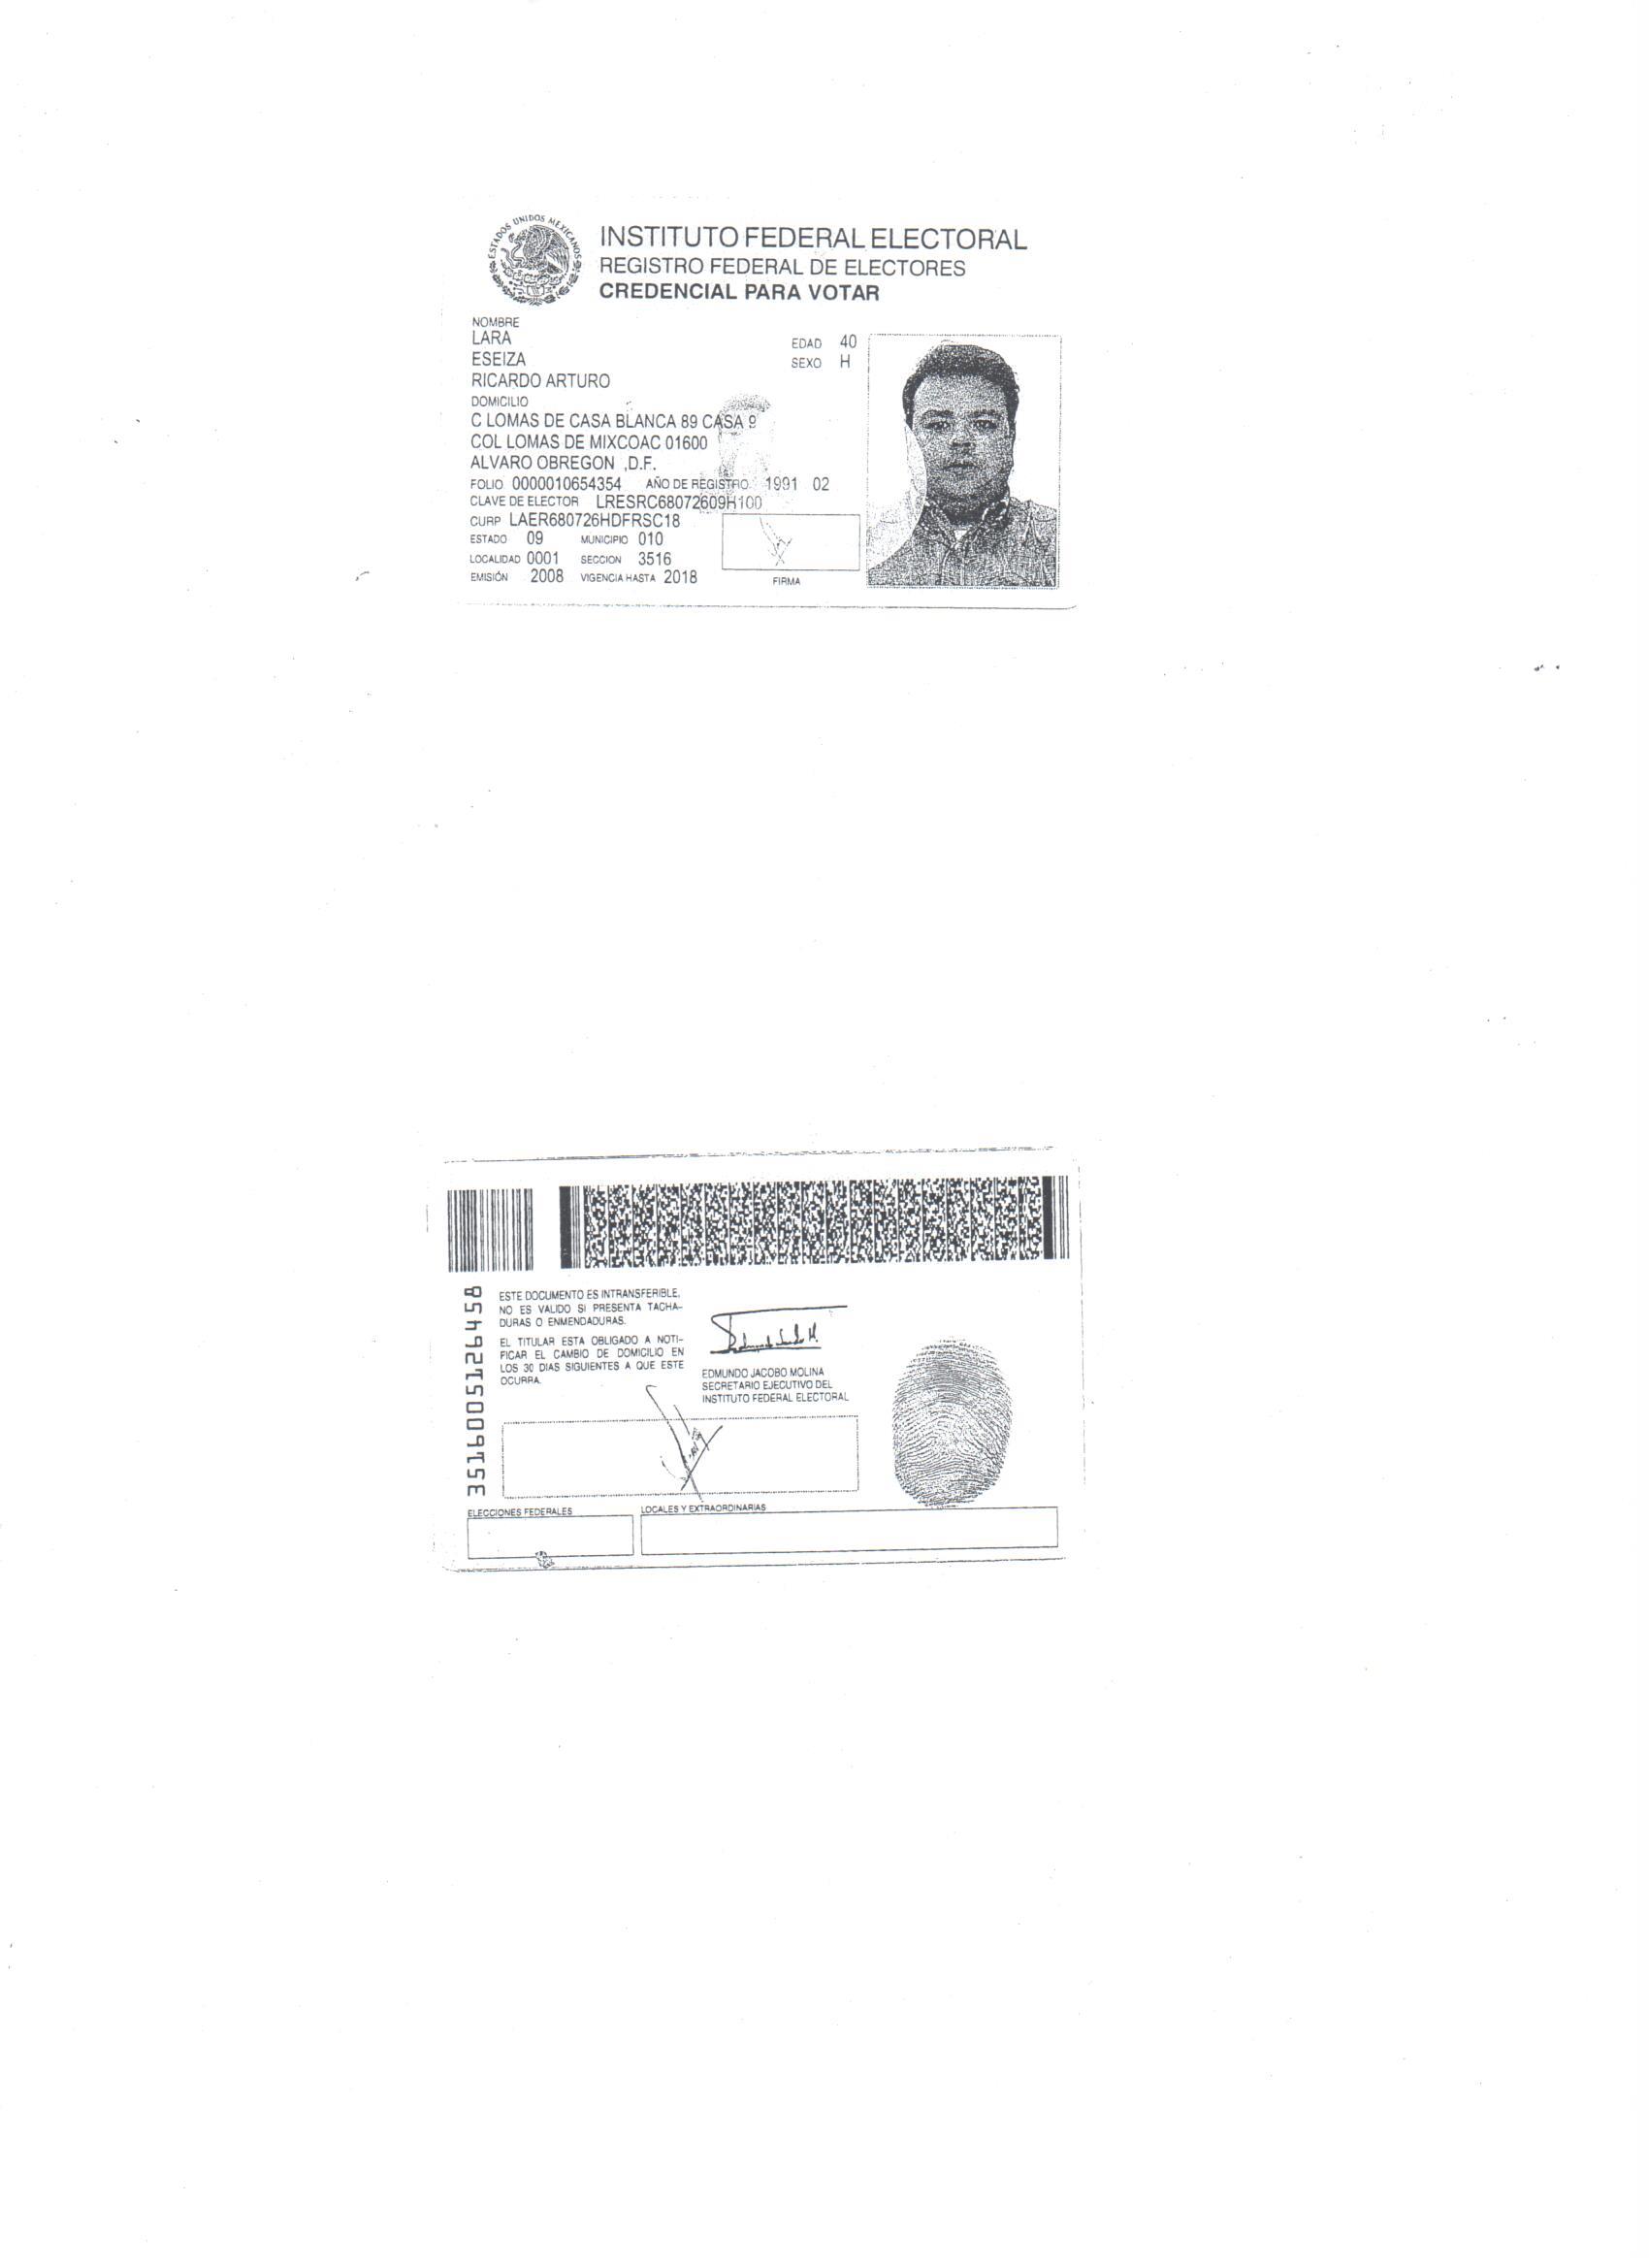 ESTADOS UNIDOS MEXICANOS
INSTITUTO FEDERAL ELECTORAL
REGISTRO FEDERAL DE ELECTORES
CREDENCIAL PARA VOTAR
NOMBRE
LARA
ESEIZA
RICARDO ARTURO
EDAD 40
SEXO H
DOMICILIO
C LOMAS DE CASA BLANCA 89 CASA 9
COL LOMAS DE MIXCOAC 01600
ALVARO OBREGON ,D.F.
FOLIO 0000010654354 AÑO DE REGISTRO 1991 02
CLAVE DE ELECTOR LRESRC68072609H100
CURP LAER680726HDFRSC18
ESTADO 09 MUNICIPIO 010
LOCALIDAD 0001 SECCION 3516
EMISIÓN 2008 VIGENCIA HASTA 2018
FIRMA
3516005126458
ESTE DOCUMENTO ES INTRANSFERIBLE,
NO ES VALIDO SI PRESENTA TACHA-
DURAS O ENMENDADURAS.
EL TITULAR ESTA OBLIGADO A NOTI-
FICAR EL CAMBIO DE DOMICILIO EN
LOS 30 DIAS SIGUIENTES A QUE ESTE
OCURRA.
EDMUNDO JACOBO MOLINA
SECRETARIO EJECUTIVO DEL
INSTITUTO FEDERAL ELECTORAL
ELECCIONES FEDERALES
LOCALES Y EXTRAORDINARIAS